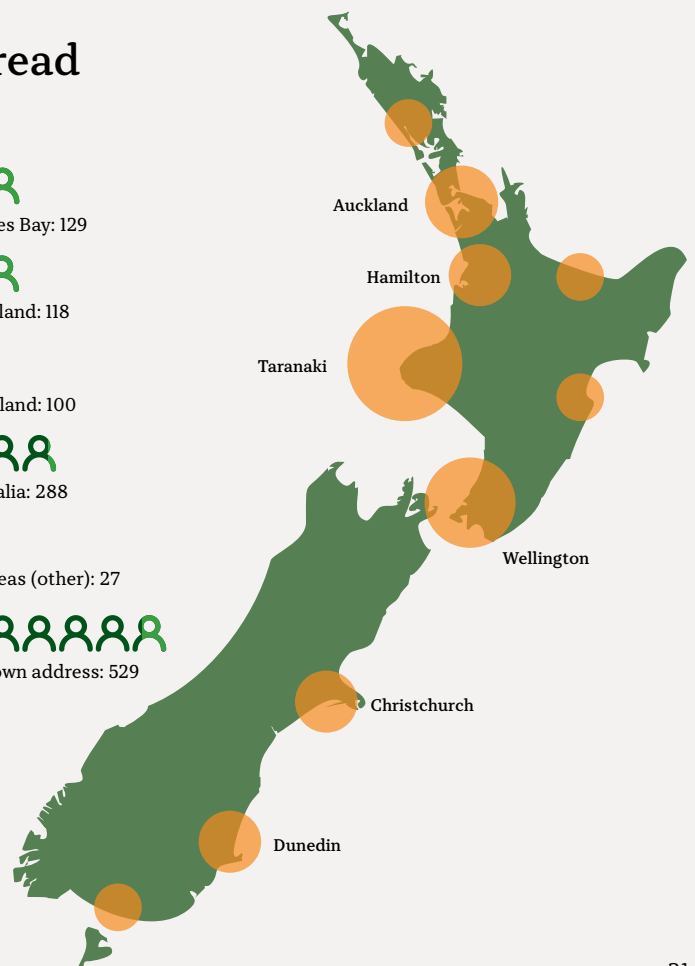 read
es Bay: 129
land: 118
land: 100
alia: 288
eas (other): 27
own address: 529
Auckland
Hamilton
Taranaki
Wellington
Christchurch
Dunedin